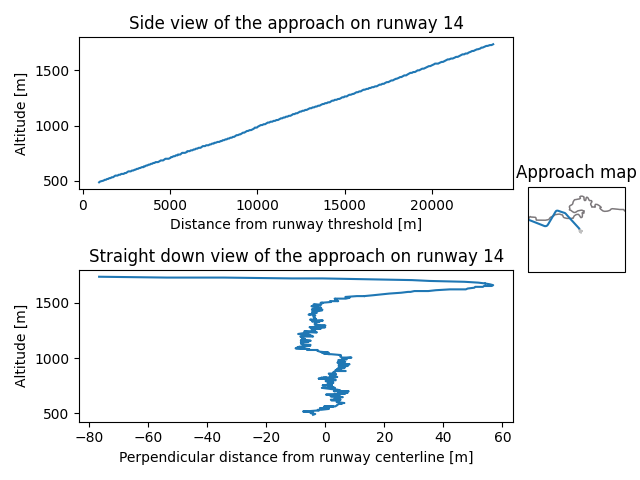 Side view of the approach on runway 14
1500
1000
500
Altitude [m]
0 5000 10000 15000 20000
Distance from runway threshold [m]
Approach map
Straight down view of the approach on runway 14
1500
1000
500
Altitude [m]
−80 −60 −40 −20 0 20 40 60
Perpendicular distance from runway centerline [m]